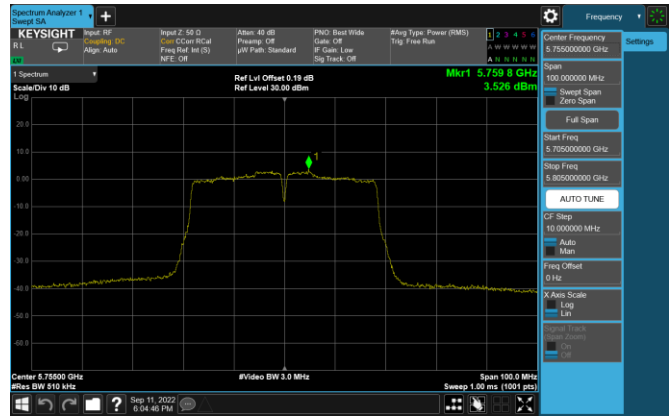 Spectrum Analyzer 1
Swept SA
+
Frequency
KEYSIGHT
R L
Input: RF
Coupling: DC
Align: Auto
Input Z: 50 Ω
Corr CCorr RCal
Freq Ref: Int (S)
NFE: Off
Atten: 40 dB
Preamp: Off
µW Path: Standard
PNO: Best Wide
Gate: Off
IF Gain: Low
Sig Track: Off
#Avg Type: Power (RMS)
Trig: Free Run
1 2 3 4 5 6
A W W W W W
A N N N N N
Center Frequency
5.755000000 GHz
Settings
Span
100.000000 MHz
Swept Span
Zero Span
Full Span
Start Freq
5.705000000 GHz
Stop Freq
5.805000000 GHz
AUTO TUNE
CF Step
10.000000 MHz
Auto
Man
Freq Offset
0 Hz
X Axis Scale
Log
Lin
Signal Track
(Span Zoom)
On
Off
1 Spectrum
Scale/Div 10 dB
Log
Ref Lvl Offset 0.19 dB
Ref Level 30.00 dBm
Mkr1 5.759 8 GHz
3.526 dBm
1
20.0
10.0
0.00
-10.0
-20.0
-30.0
-40.0
-50.0
-60.0
Center 5.75500 GHz
#Res BW 510 kHz
#Video BW 3.0 MHz
Span 100.0 MHz
Sweep 1.00 ms (1001 pts)
?
Sep 11, 2022
6:04:46 PM